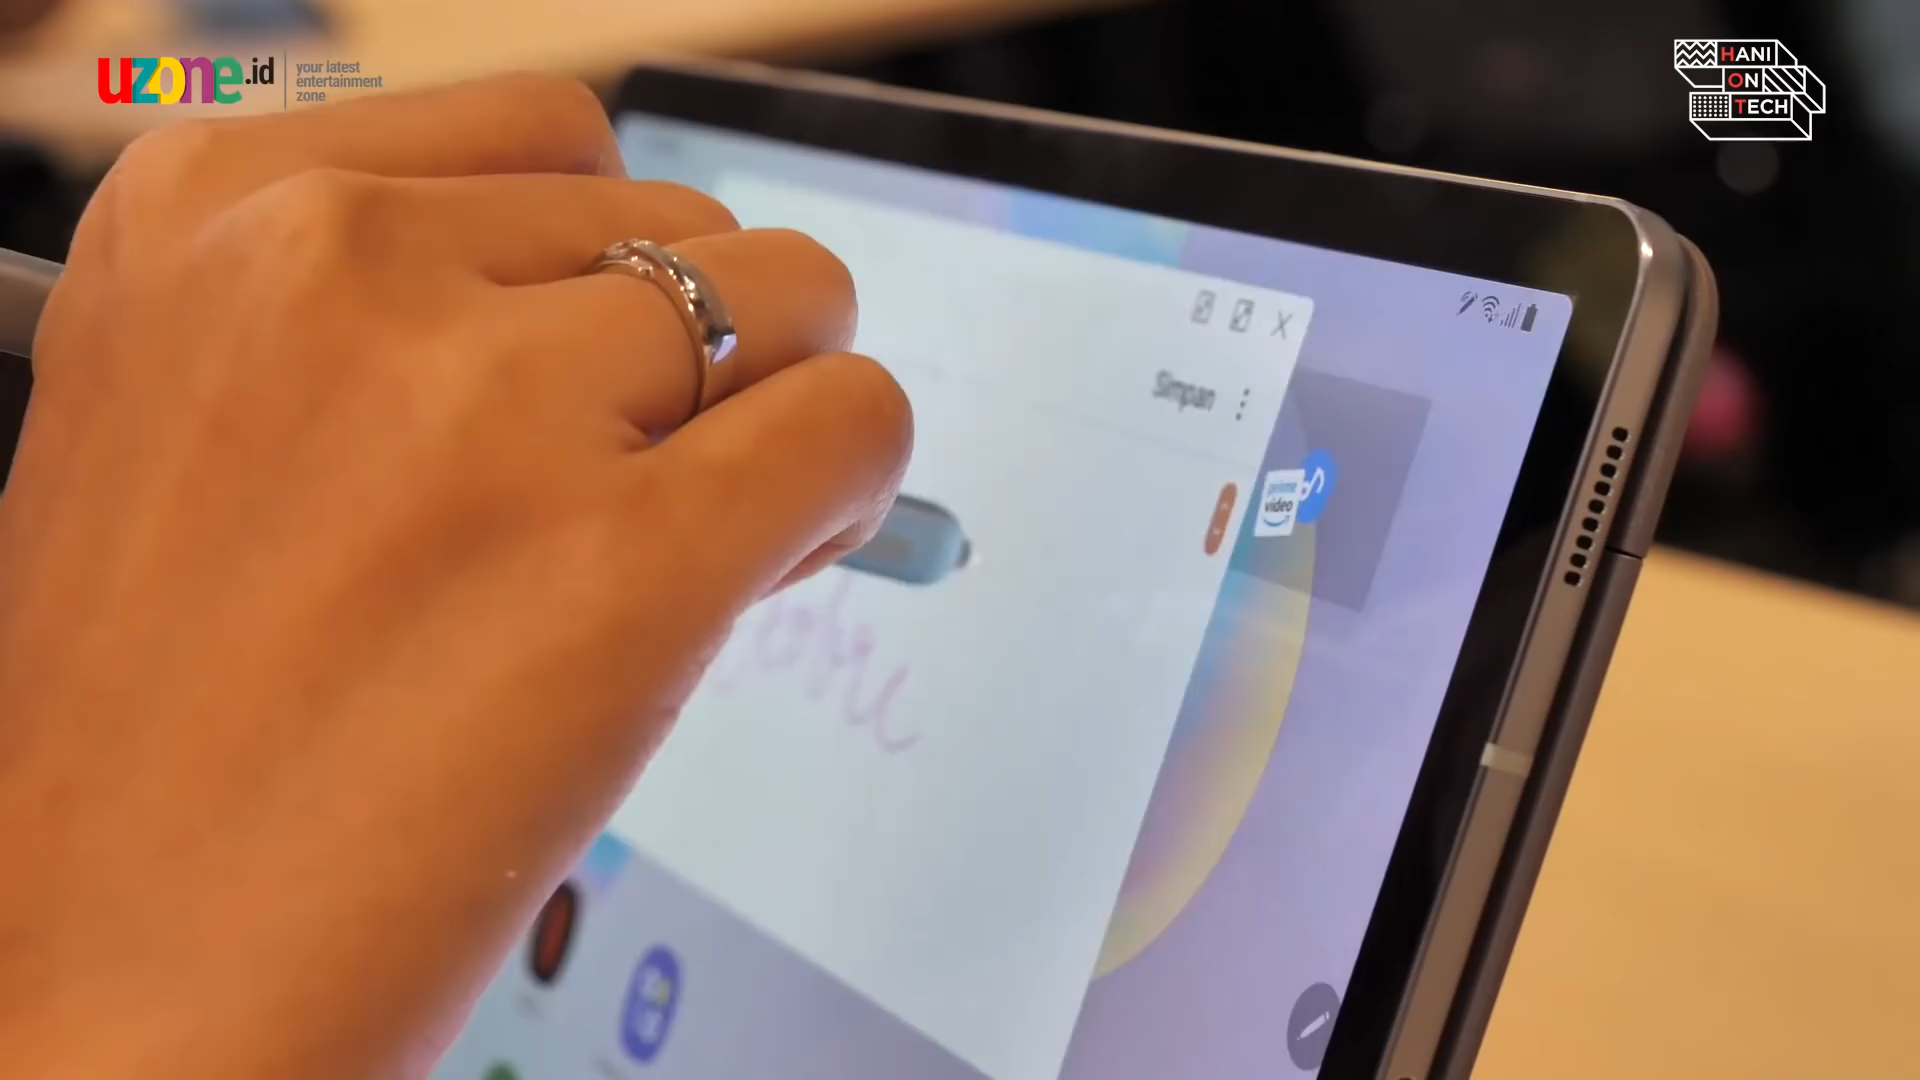 uzone.id
your latest
entertainment
zone
HANI
ON
TECH
Simpan
prime
video